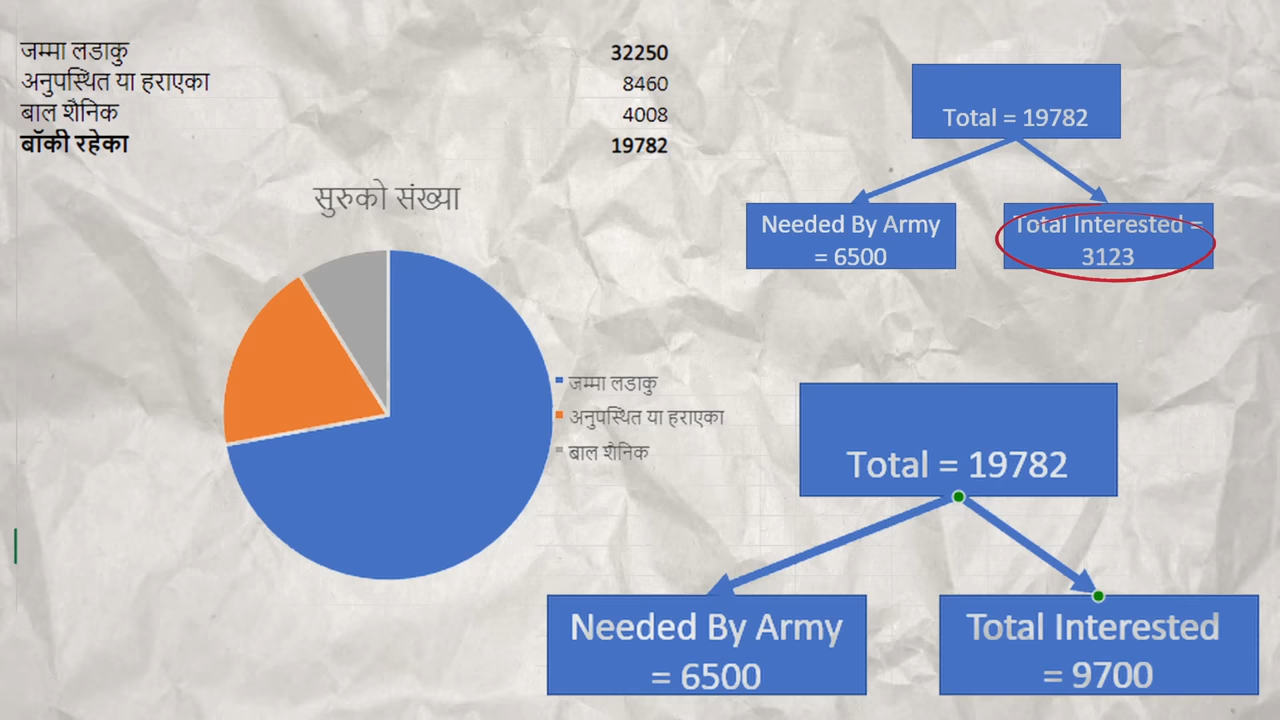 जम्मा लडाकु 32250
अनुपस्थित या हराएका 8460
बाल शैनिक 4008
बॉकी रहेका 19782
सुरुको संख्या
जम्मा लडाकु
अनुपस्थित या हराएका
बाल शैनिक
Total = 19782
Needed By Army
= 6500
Total Interested =
3123
Total = 19782
Needed By Army
= 6500
Total Interested
= 9700